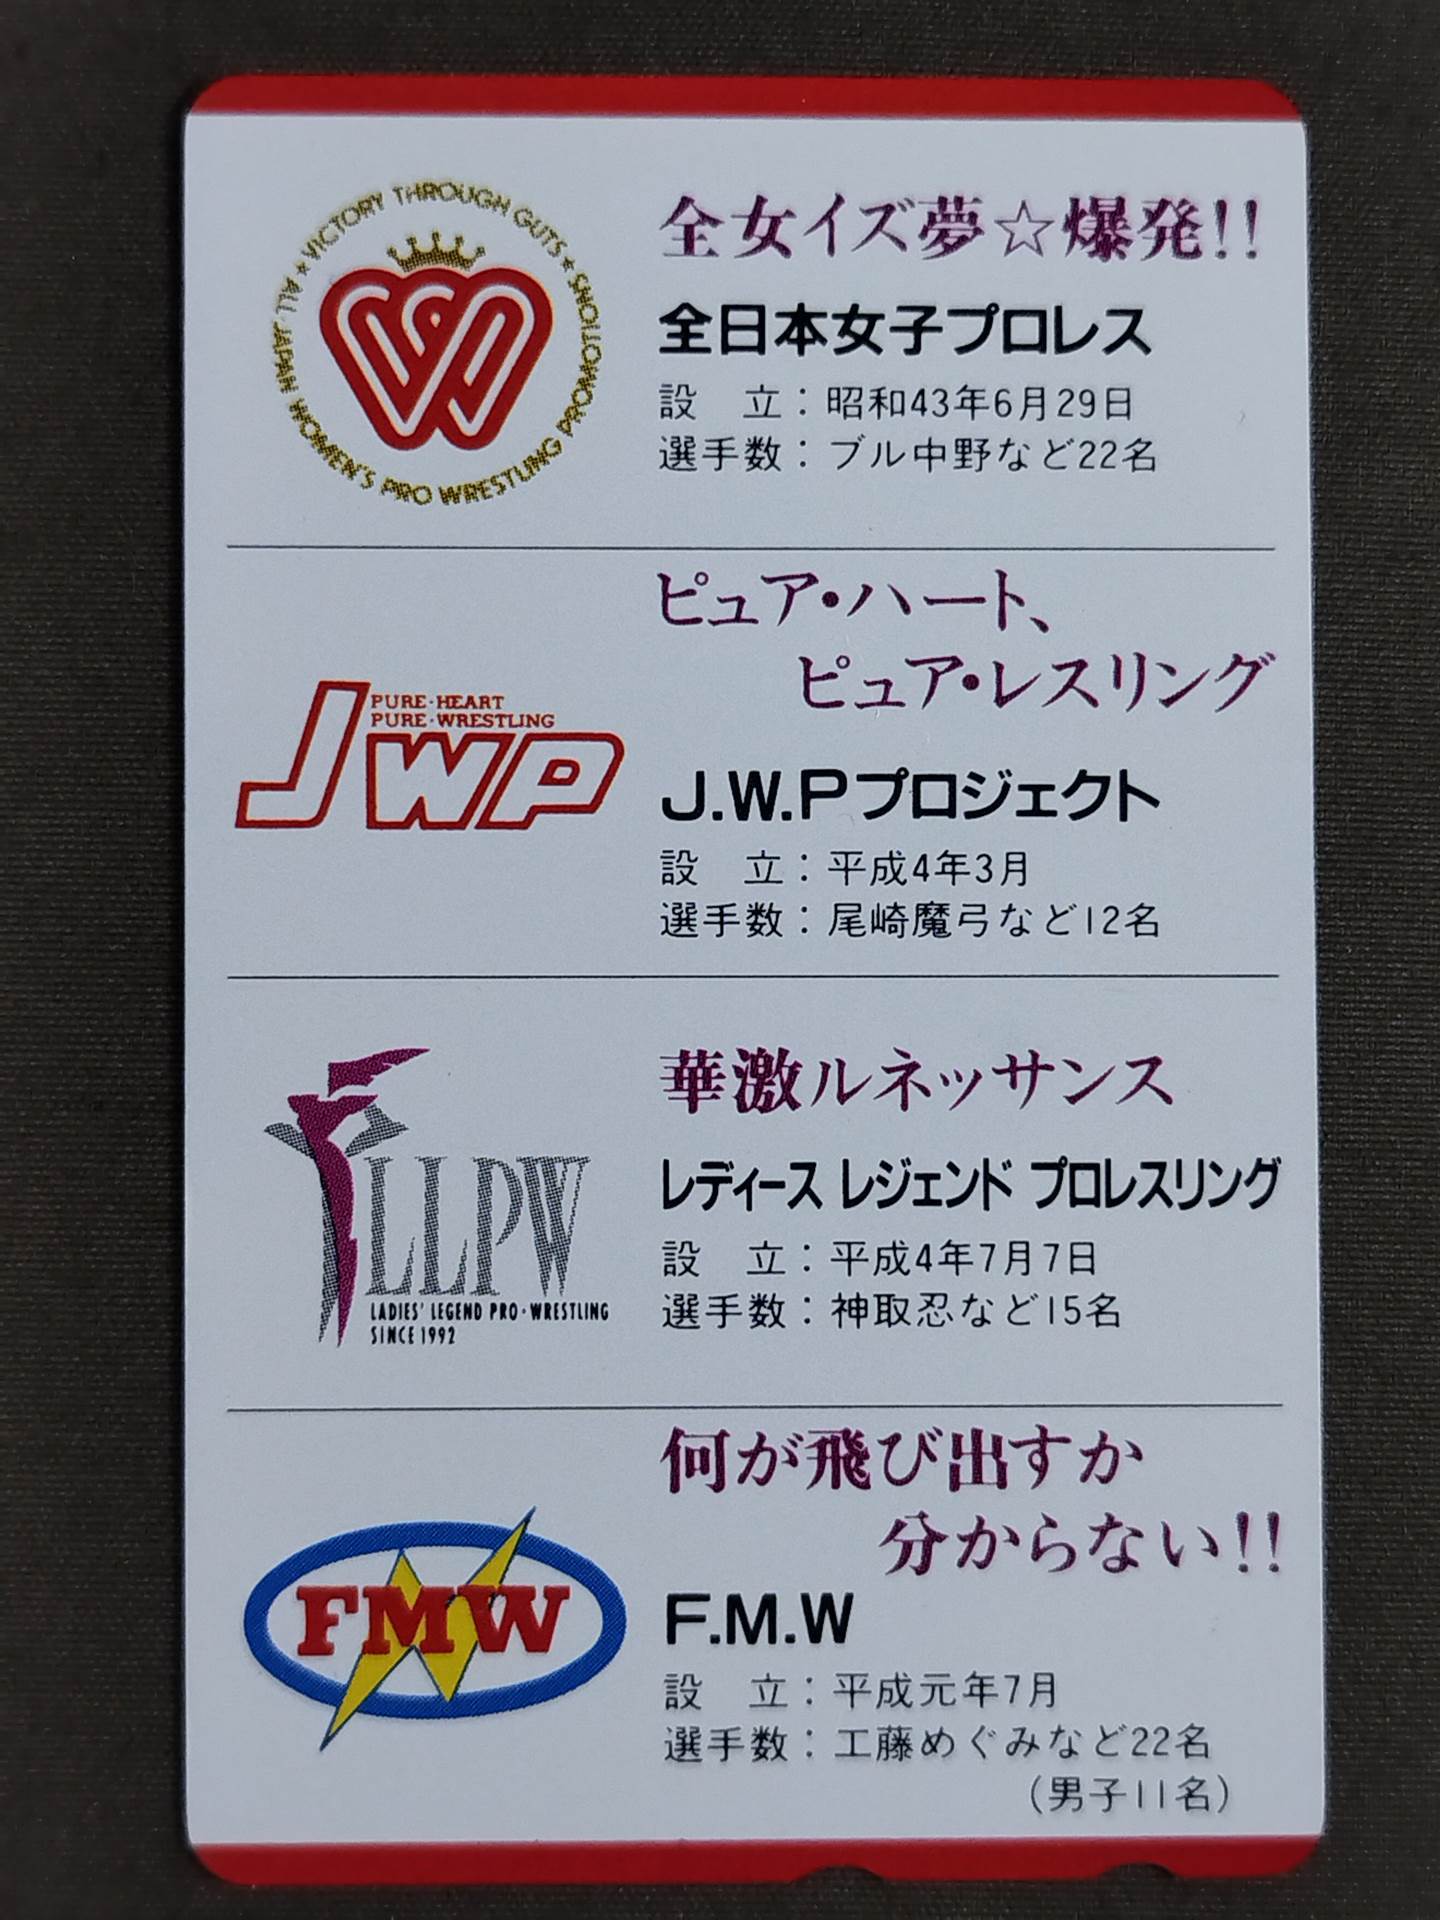 ALL JAPAN WOMEN'S PRO WRESTLING PROMOTIONS ★ VICTORY THROUGH GUTS ★
全女イズ夢☆爆発!!
全日本女子プロレス
設 立：昭和43年6月29日
選手数：ブル中野など22名
ピュア・ハート、
ピュア・レスリング
PURE・HEART
PURE・WRESTLING
JWP
J.W.Pプロジェクト
設 立：平成4年3月
選手数：尾崎魔弓など12名
華激ルネッサンス
LLPW
LADIES' LEGEND PRO・WRESTLING
SINCE 1992
レディース レジェンド プロレスリング
設 立：平成4年7月7日
選手数：神取忍など15名
何が飛び出すか
分からない!!
FMW
F.M.W
設 立：平成元年7月
選手数：工藤めぐみなど22名
(男子11名)